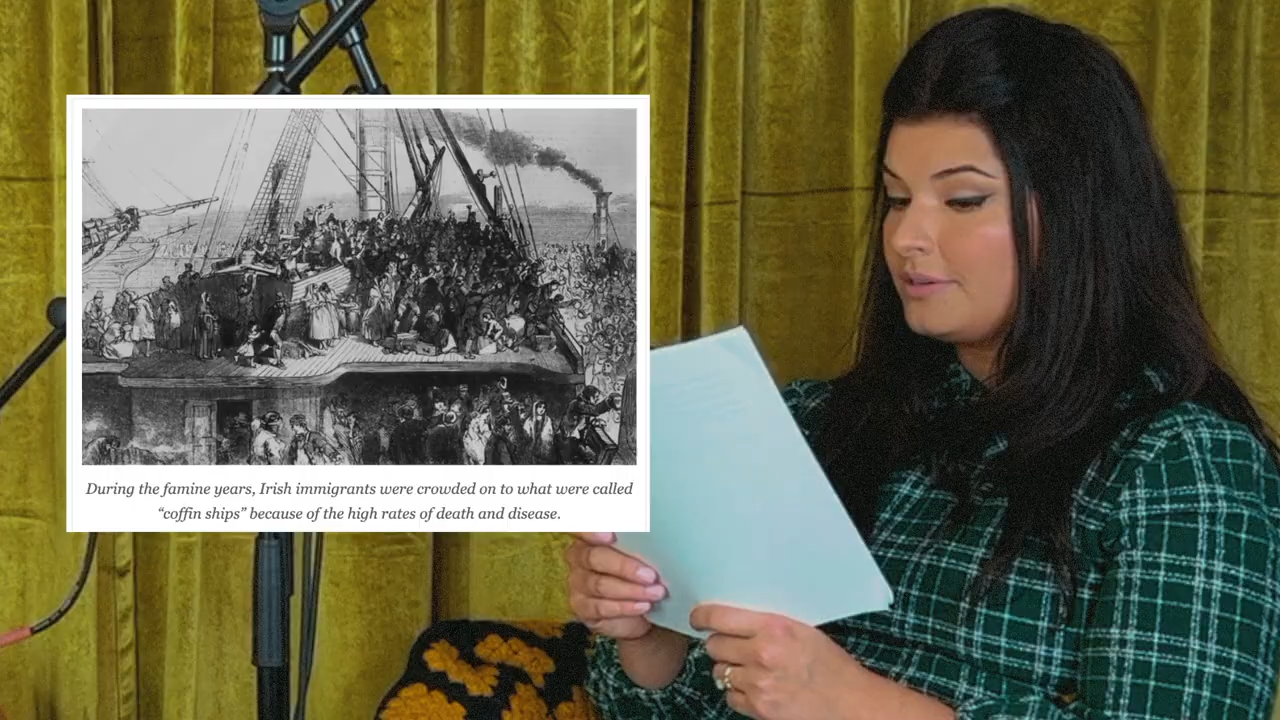 During the famine years, Irish immigrants were crowded on to what were called
“coffin ships” because of the high rates of death and disease.